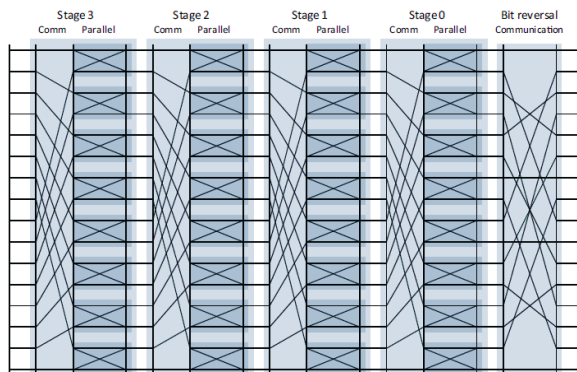 Stage 3 Stage 2 Stage 1 Stage 0 Bit reversal
Comm Parallel Comm Parallel Comm Parallel Comm Parallel Communication